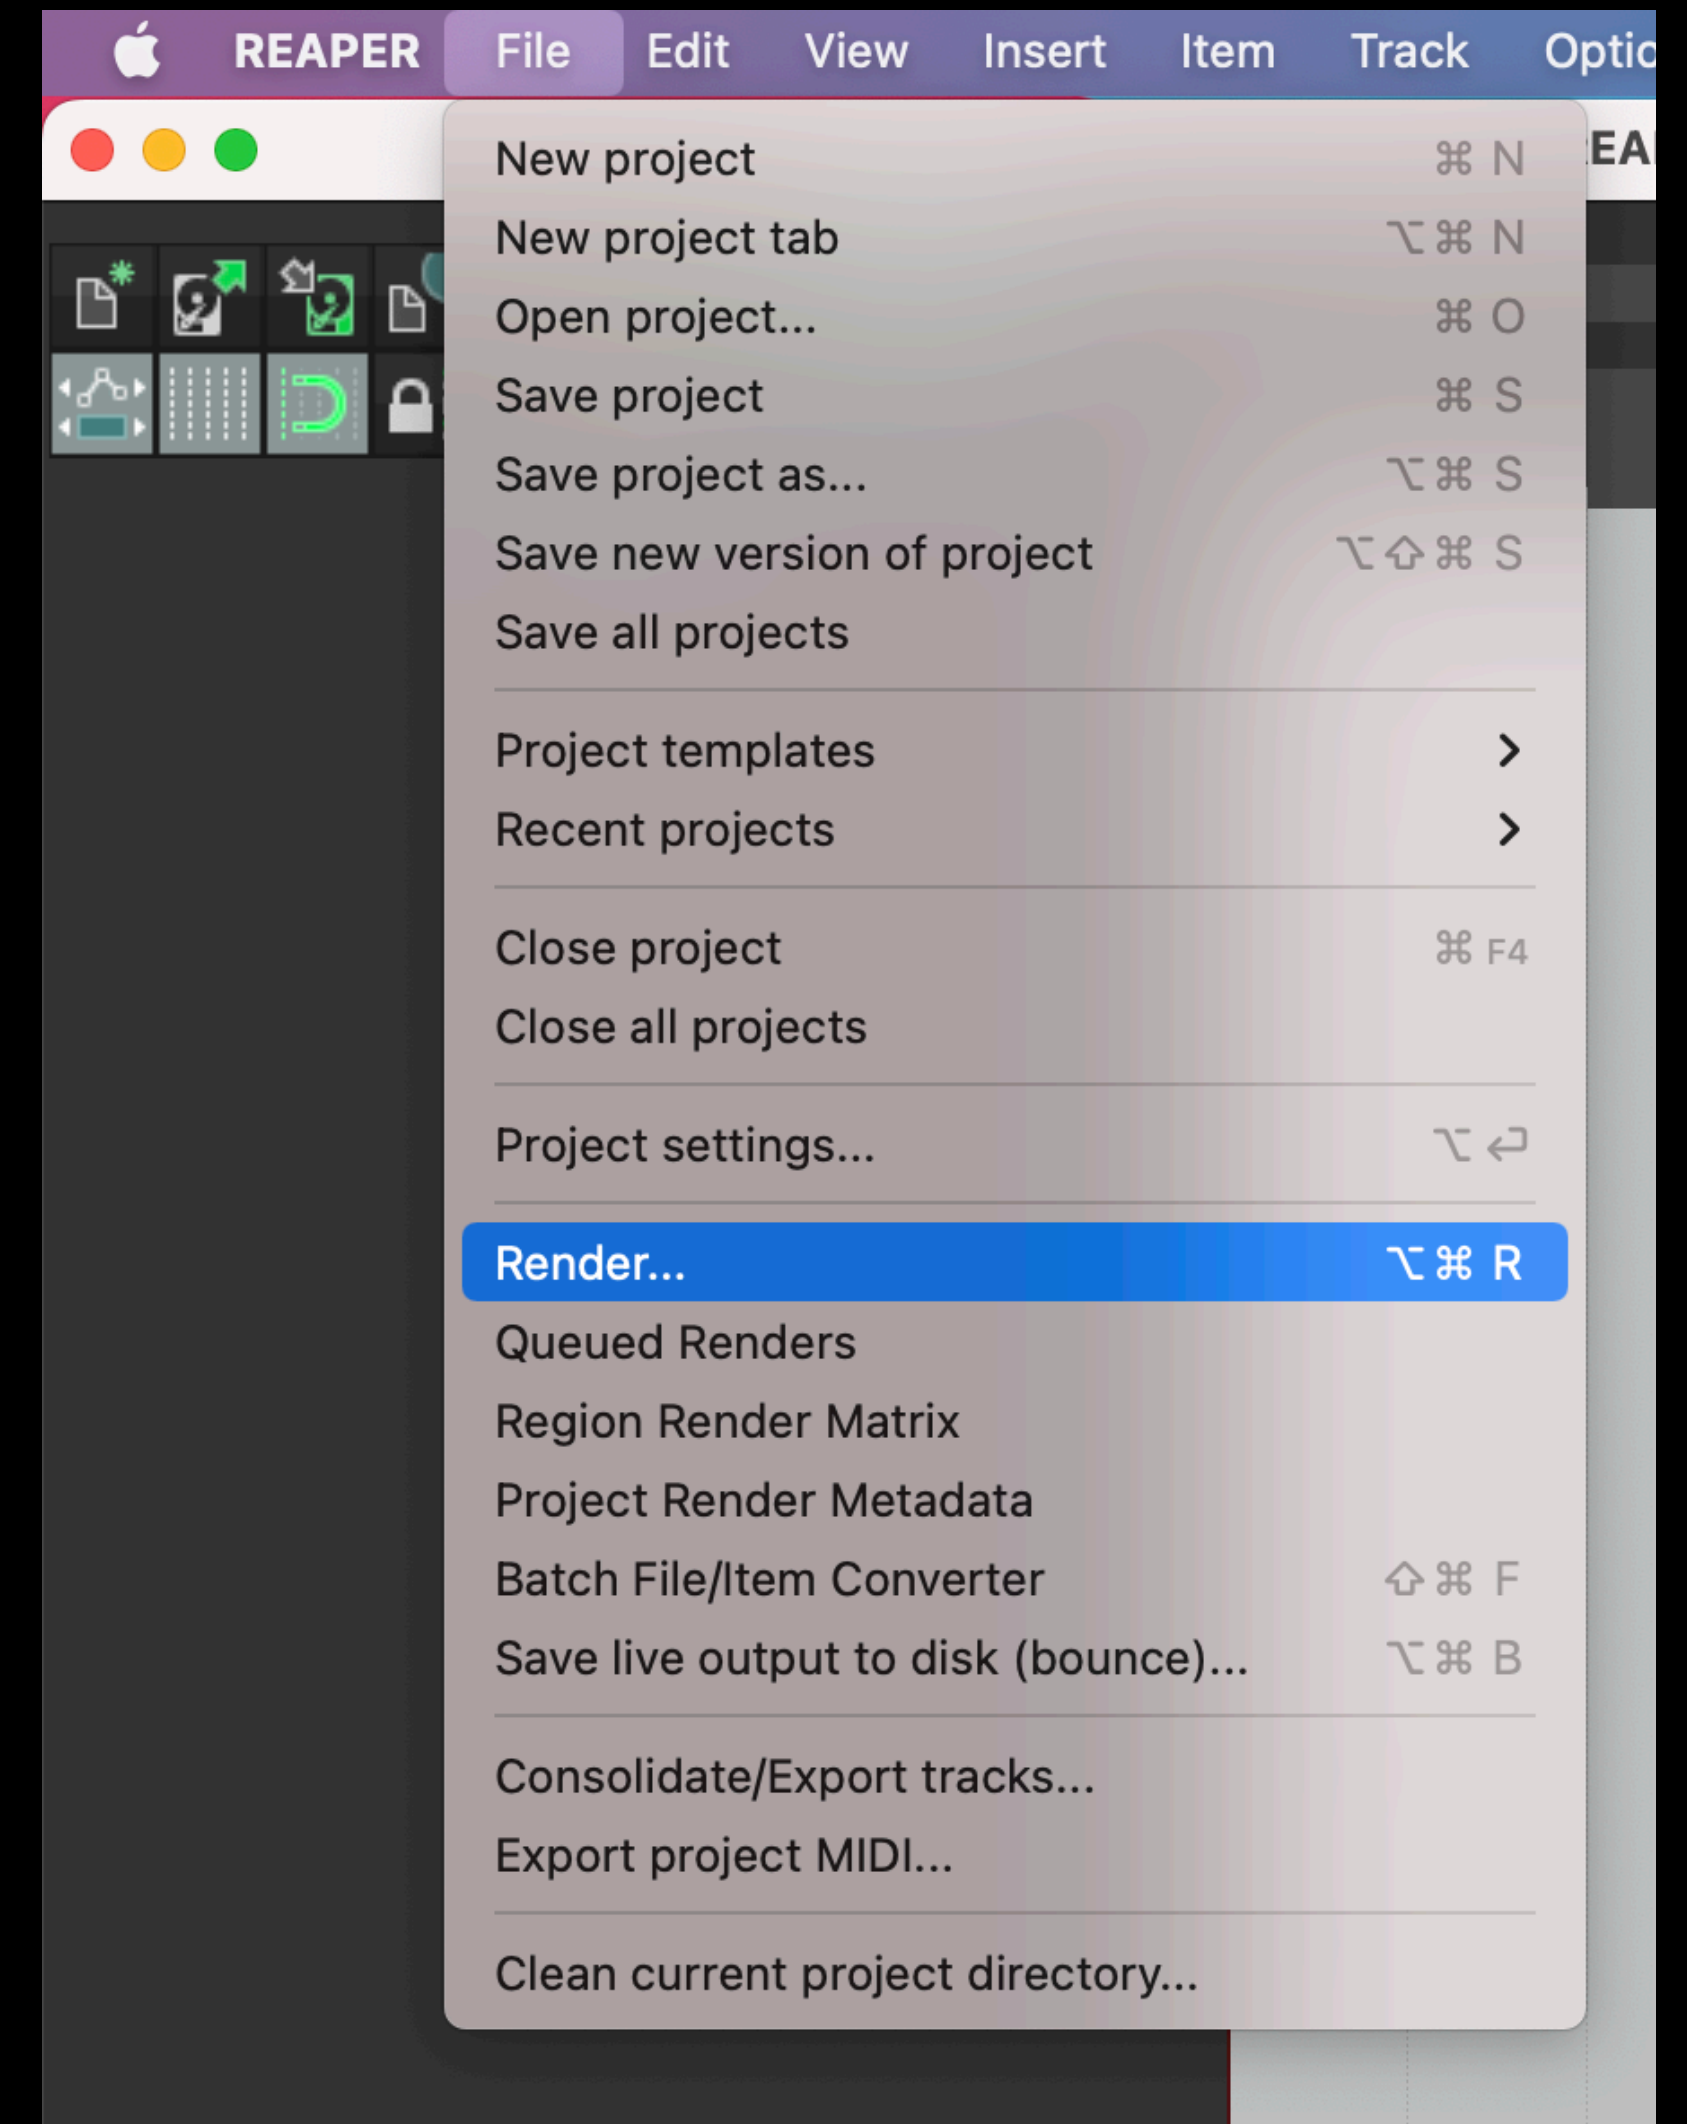 REAPER File Edit View Insert Item Track Optio
New project ⌘ N
New project tab ⌥⌘ N
Open project... ⌘ O
Save project ⌘ S
Save project as... ⌥⌘ S
Save new version of project ⌥⇧⌘ S
Save all projects
Project templates
Recent projects
Close project ⌘ F4
Close all projects
Project settings... ⌥ ↩
Render... ⌥⌘ R
Queued Renders
Region Render Matrix
Project Render Metadata
Batch File/Item Converter ⇧⌘ F
Save live output to disk (bounce)... ⌥⌘ B
Consolidate/Export tracks...
Export project MIDI...
Clean current project directory...